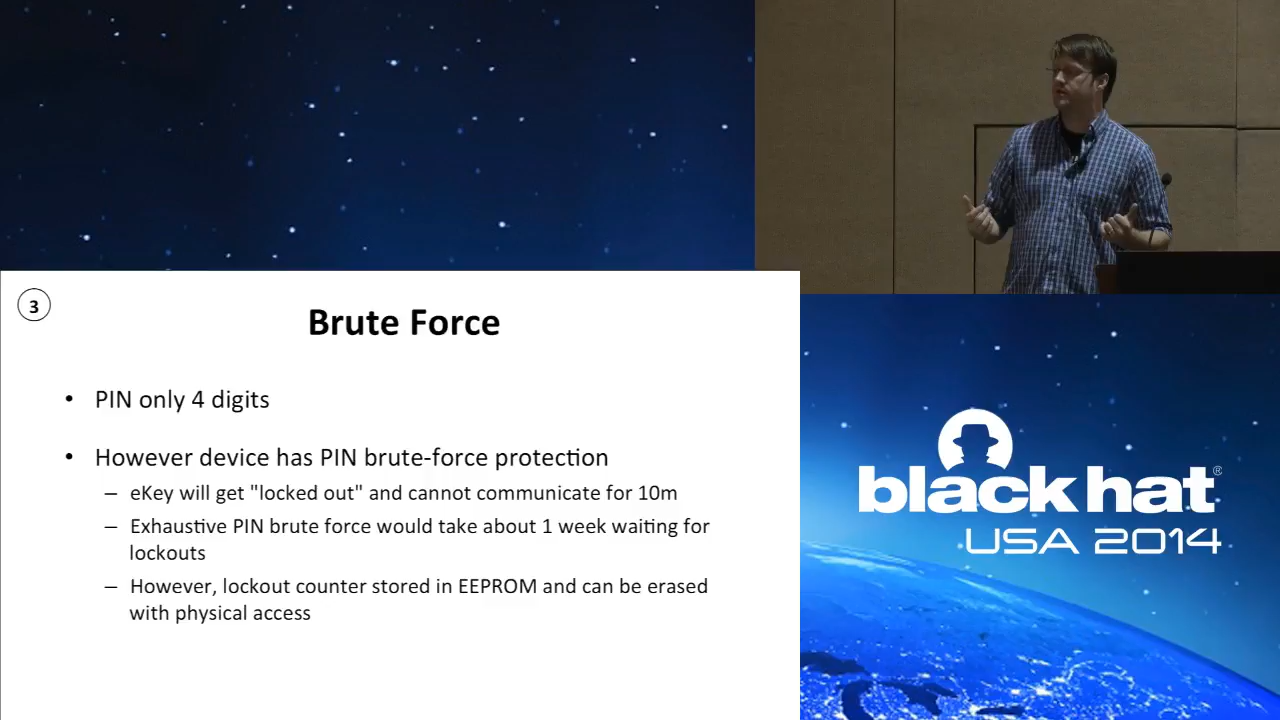 3
Brute Force
• PIN only 4 digits
• However device has PIN brute-force protection
– eKey will get "locked out" and cannot communicate for 10m
– Exhaustive PIN brute force would take about 1 week waiting for
lockouts
– However, lockout counter stored in EEPROM and can be erased
with physical access
black hat®
USA 2014